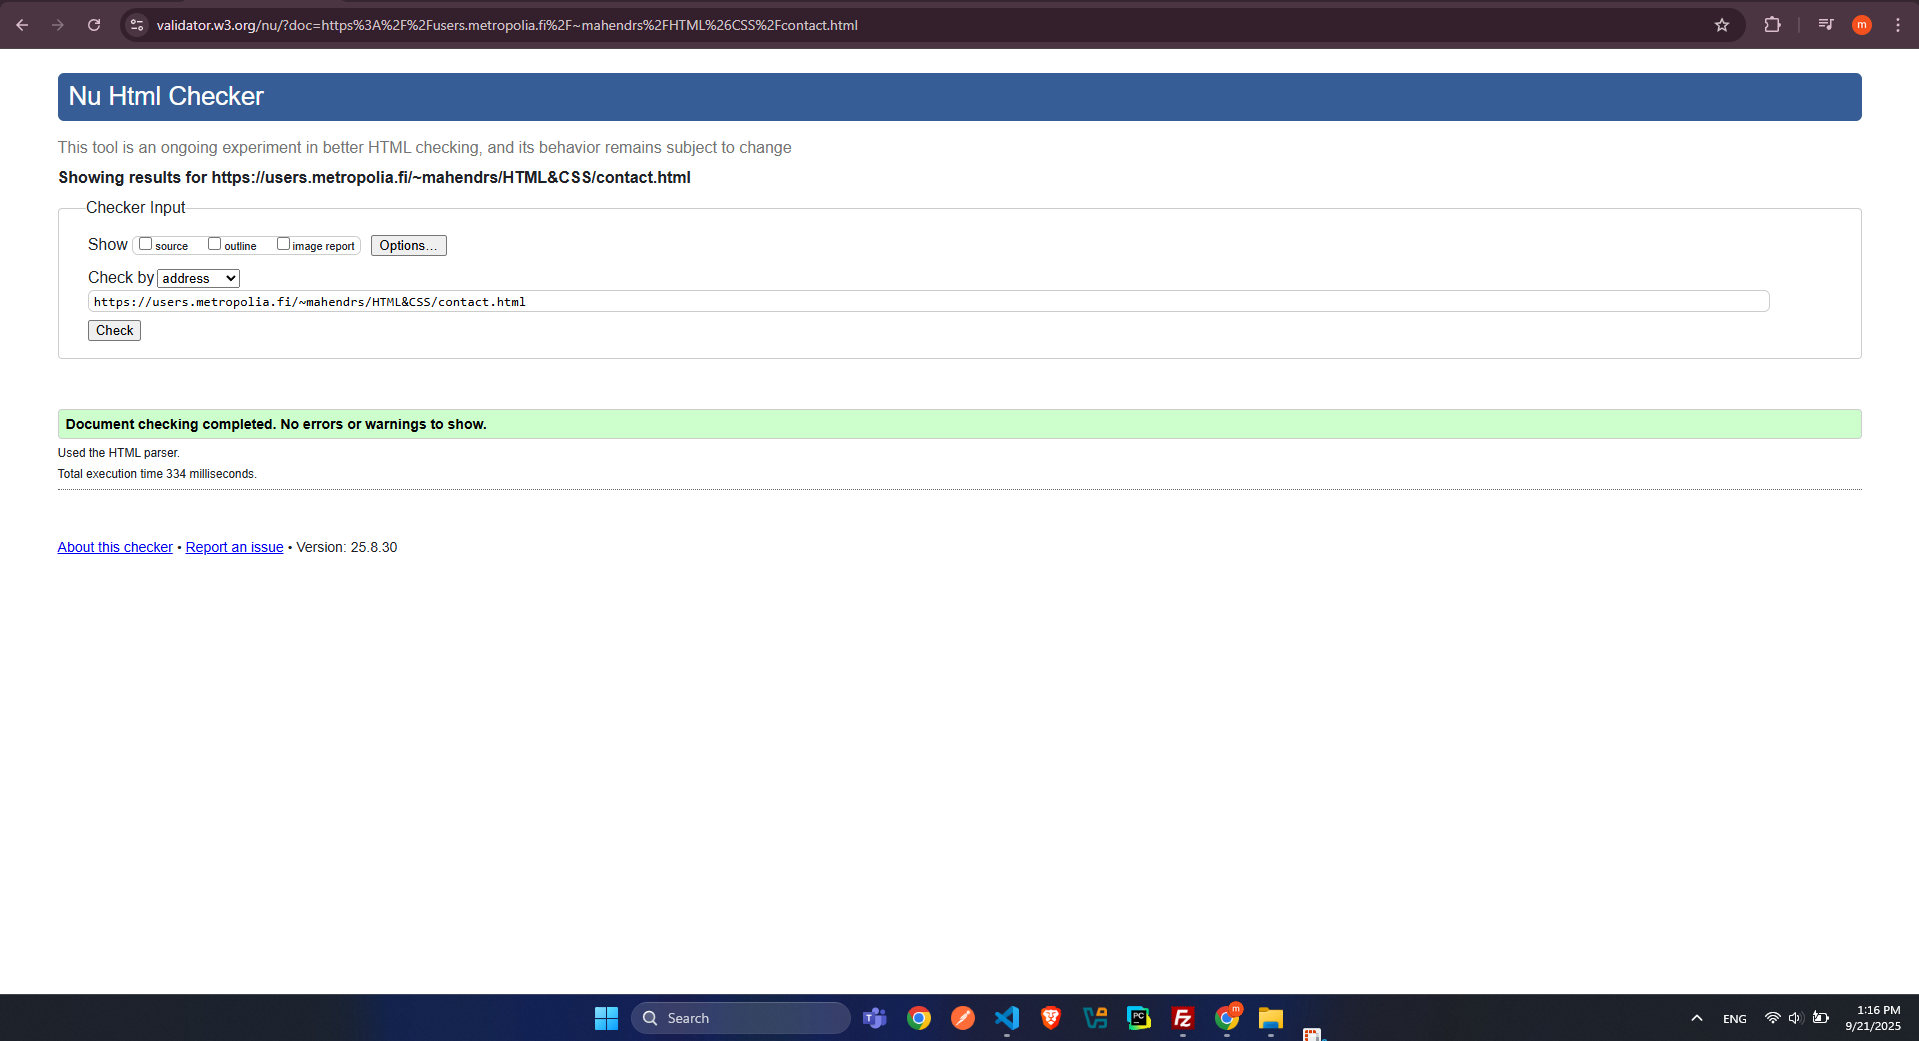 validator.w3.org/nu/?doc=https%3A%2F%2Fusers.metropolia.fi%2F~mahendrs%2FHTML%26CSS%2Fcontact.html
m
Nu Html Checker
This tool is an ongoing experiment in better HTML checking, and its behavior remains subject to change
Showing results for https://users.metropolia.fi/~mahendrs/HTML&CSS/contact.html
Checker Input
Show source outline image report Options...
Check by address
https://users.metropolia.fi/~mahendrs/HTML&CSS/contact.html
Check
Document checking completed. No errors or warnings to show.
Used the HTML parser.
Total execution time 334 milliseconds.
About this checker • Report an issue • Version: 25.8.30
Search
T
PC
Fz
m
ENG
1:16 PM
9/21/2025